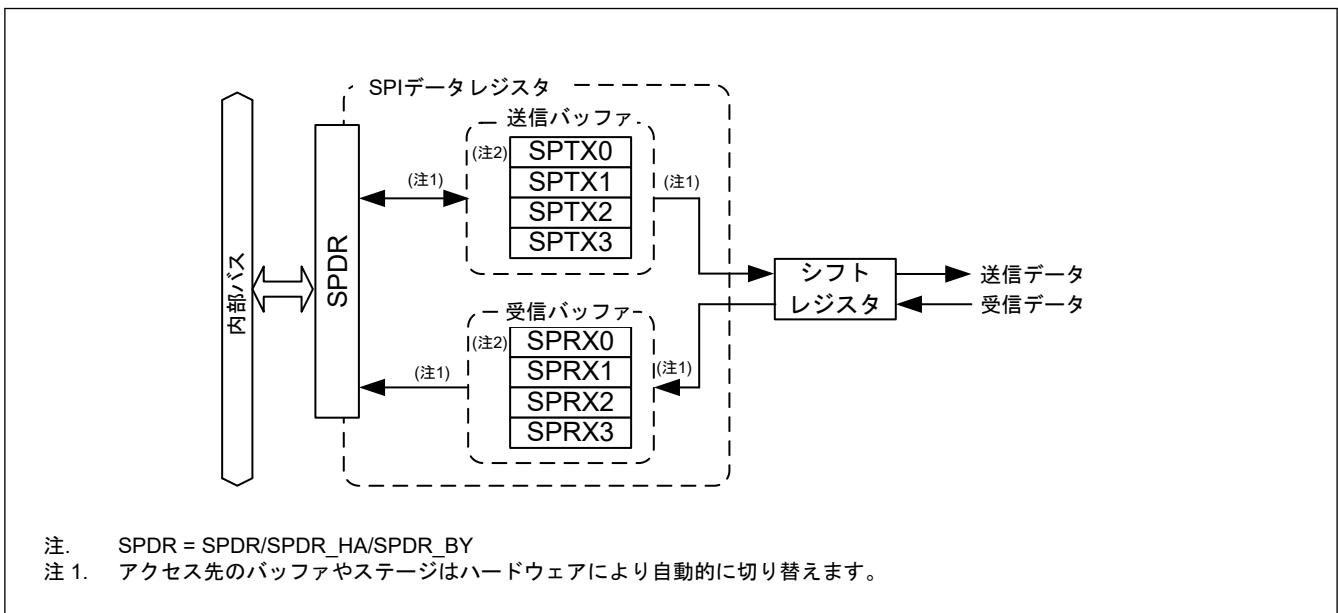 SPIデータレジスタ
送信バッファ
(注2)
SPTX0
SPTX1
SPTX2
SPTX3
(注1)
(注1)
内部バス
SPDR
シフト
レジスタ
送信データ
受信データ
受信バッファ
(注2)
SPRX0
SPRX1
SPRX2
SPRX3
(注1)
(注1)
注. SPDR = SPDR/SPDR_HA/SPDR_BY
注 1. アクセス先のバッファやステージはハードウェアにより自動的に切り替えます。